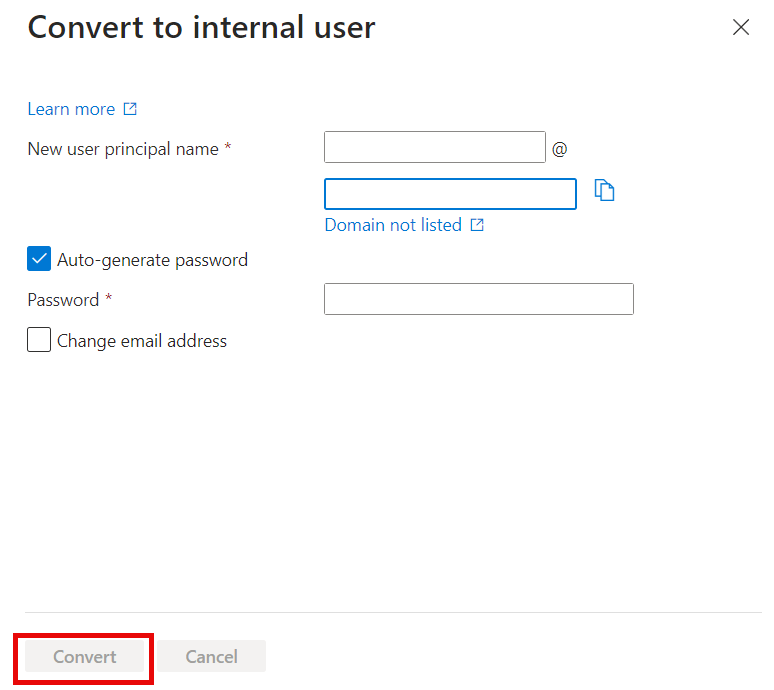 Convert to internal user
Learn more
New user principal name * @
Domain not listed
Auto-generate password
Password *
Change email address
Convert Cancel